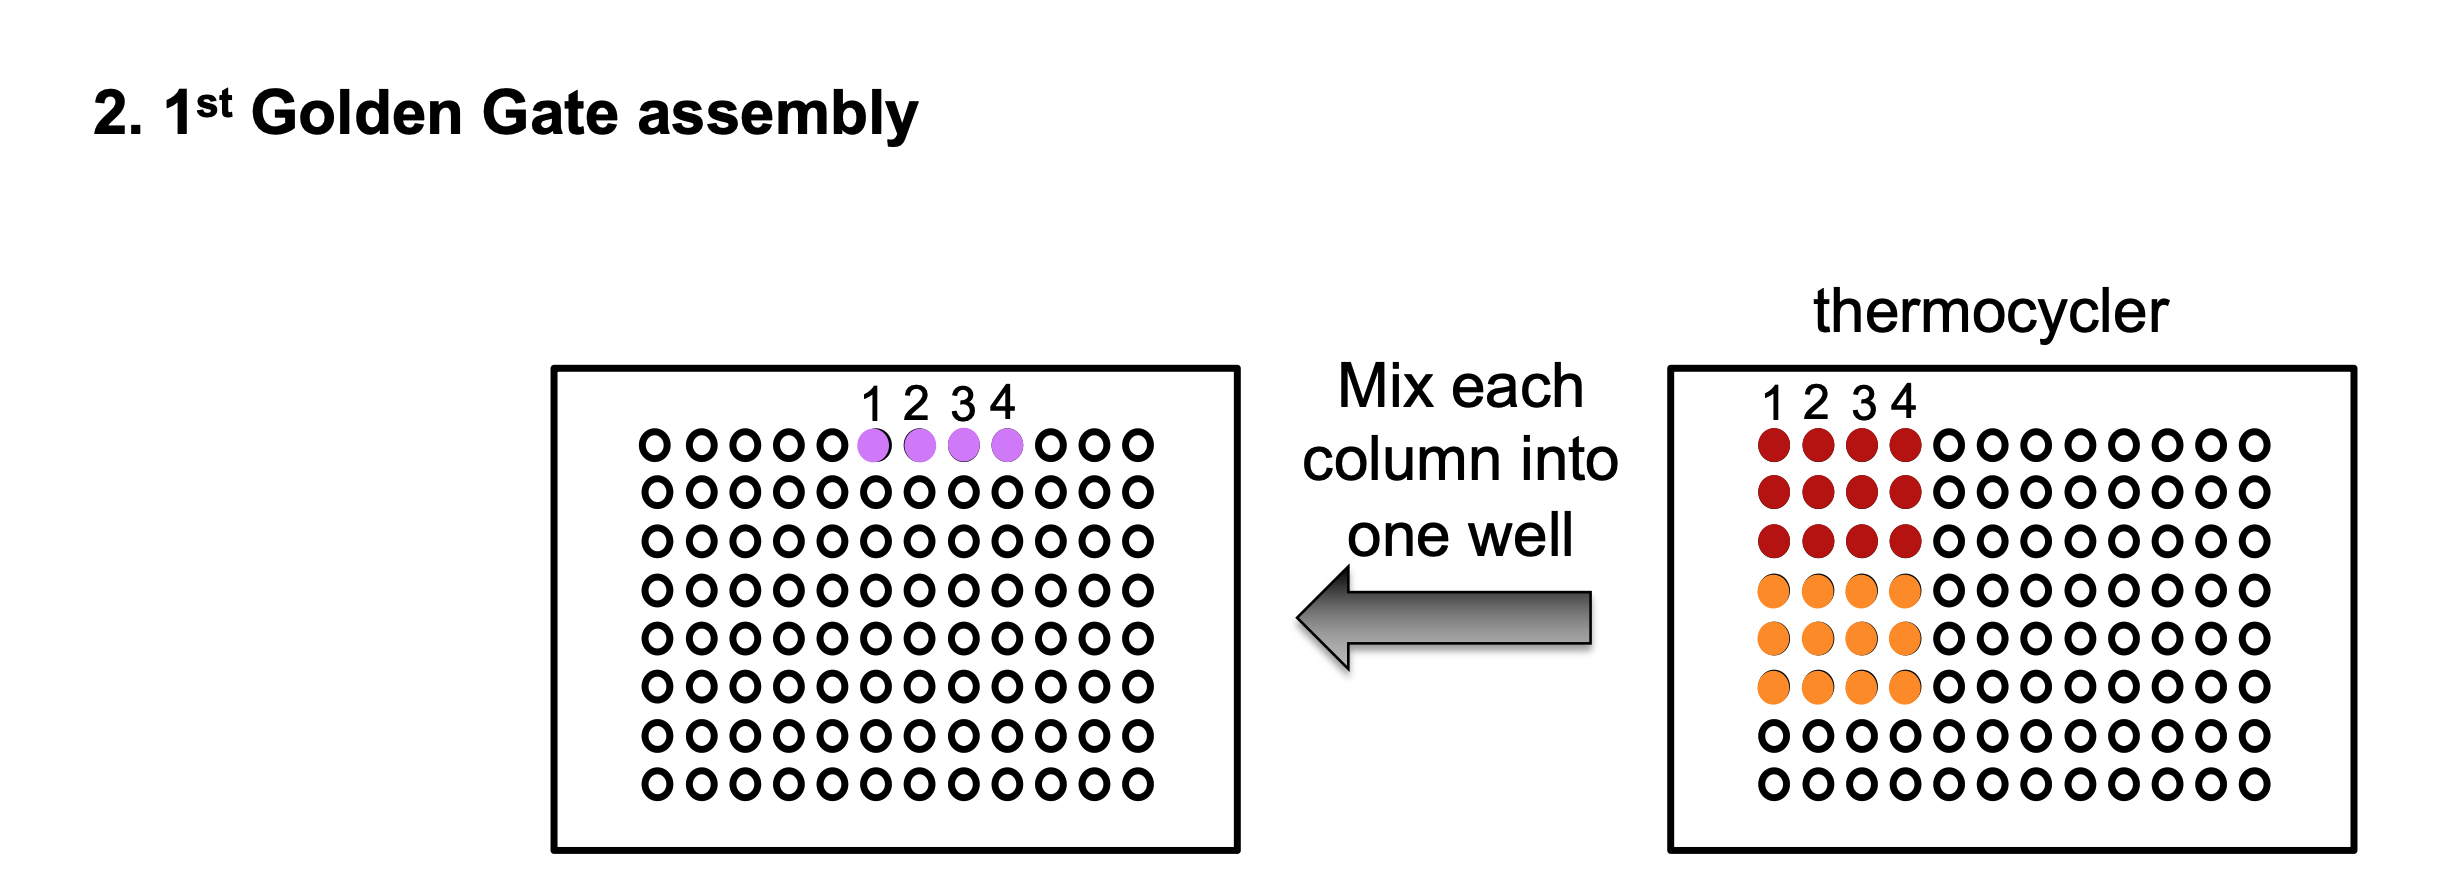 2. 1st Golden Gate assembly
thermocycler
Mix each
column into
one well
1 2 3 4
1 2 3 4